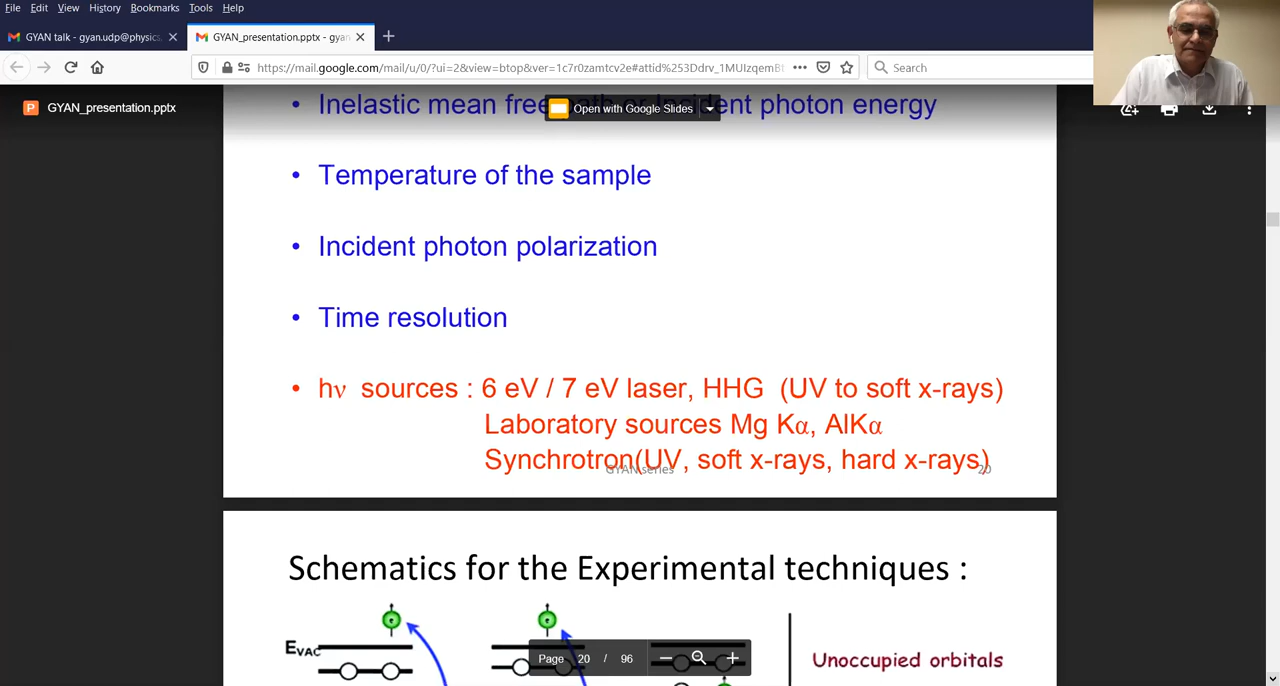 File Edit View History Bookmarks Tools Help
GYAN talk - gyan.udp@physics.
GYAN_presentation.pptx - gyan
https://mail.google.com/mail/u/0/?ui=2&view=btop&ver=1c7r0zamtcv2e#attid%253Ddrv_1MUIzqemBt
Search
GYAN_presentation.pptx
Open with Google Slides
• Inelastic mean free path or Incident photon energy
• Temperature of the sample
• Incident photon polarization
• Time resolution
• hν sources : 6 eV / 7 eV laser, HHG (UV to soft x-rays)
Laboratory sources Mg Kα, AlKα
Synchrotron(UV, soft x-rays, hard x-rays)
GYAN series
20
Schematics for the Experimental techniques :
EVAC
Page 20 / 96
Unoccupied orbitals